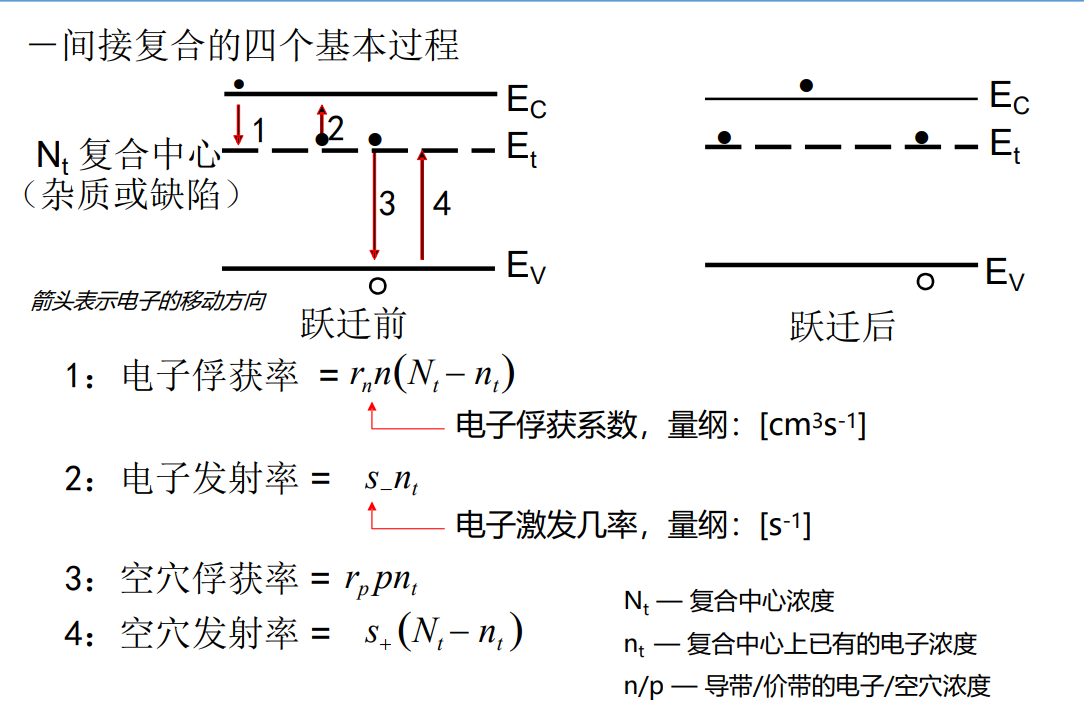 －间接复合的四个基本过程
E_C
1
2
E_t
N_t 复合中心
（杂质或缺陷）
3
4
E_V
箭头表示电子的移动方向
跃迁前
E_C
E_t
E_V
跃迁后
1：电子俘获率 = r_n n(N_t − n_t)
电子俘获系数，量纲：[cm³s⁻¹]
2：电子发射率 = s_− n_t
电子激发几率，量纲：[s⁻¹]
3：空穴俘获率 = r_p p n_t
4：空穴发射率 = s_+ (N_t − n_t)
N_t — 复合中心浓度
n_t — 复合中心上已有的电子浓度
n/p — 导带/价带的电子/空穴浓度